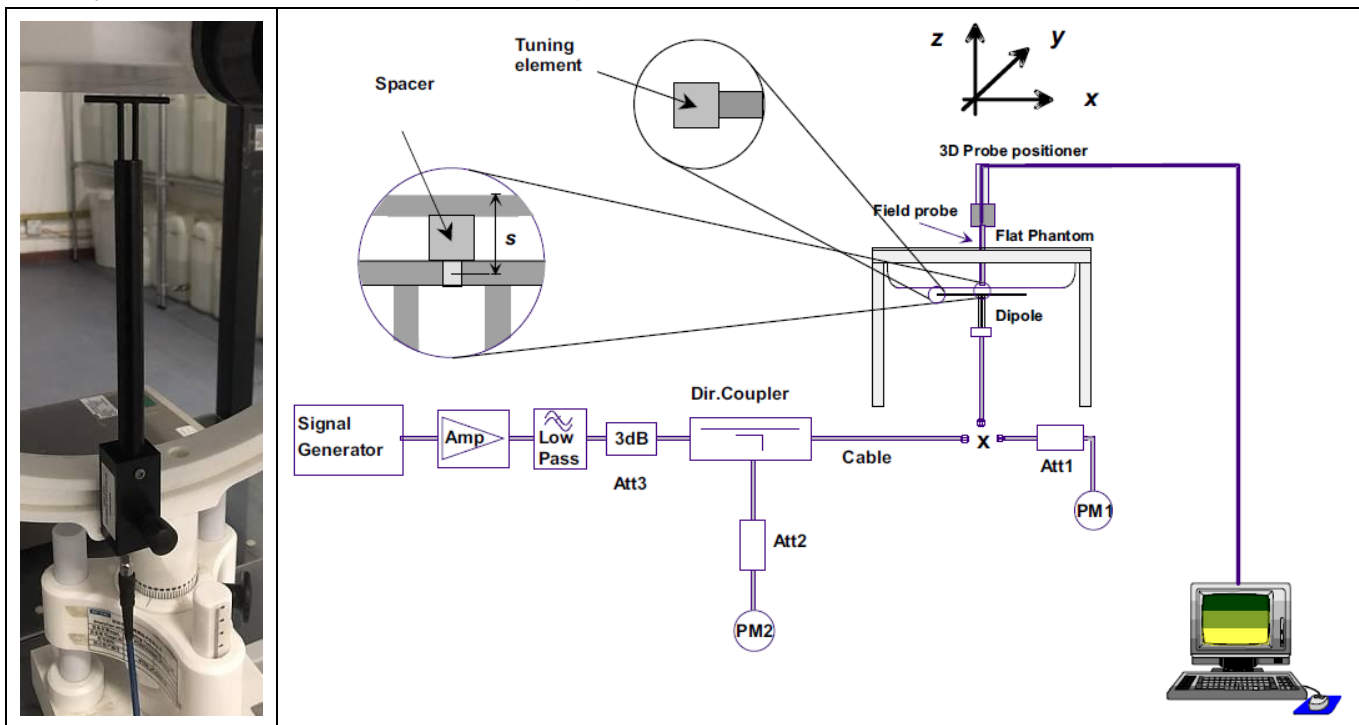 Tuning
element
Spacer
s
z
y
x
3D Probe positioner
Field probe
Flat Phantom
Dipole
Dir.Coupler
Signal
Generator
Amp
Low
Pass
3dB
Att3
Cable
x
Att1
PM1
Att2
PM2